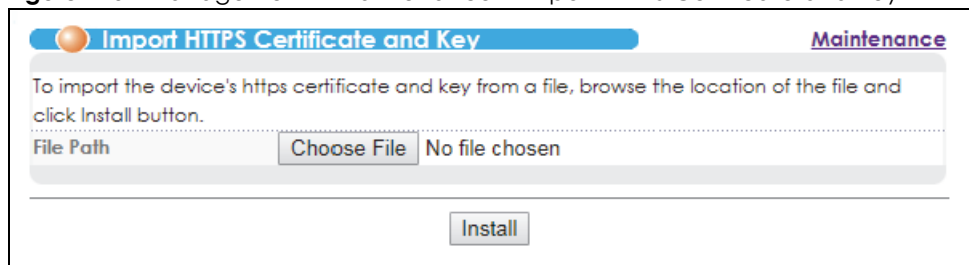 Import HTTPS Certificate and Key Maintenance
To import the device's https certificate and key from a file, browse the location of the file and
click Install button.
File Path Choose File No file chosen
Install